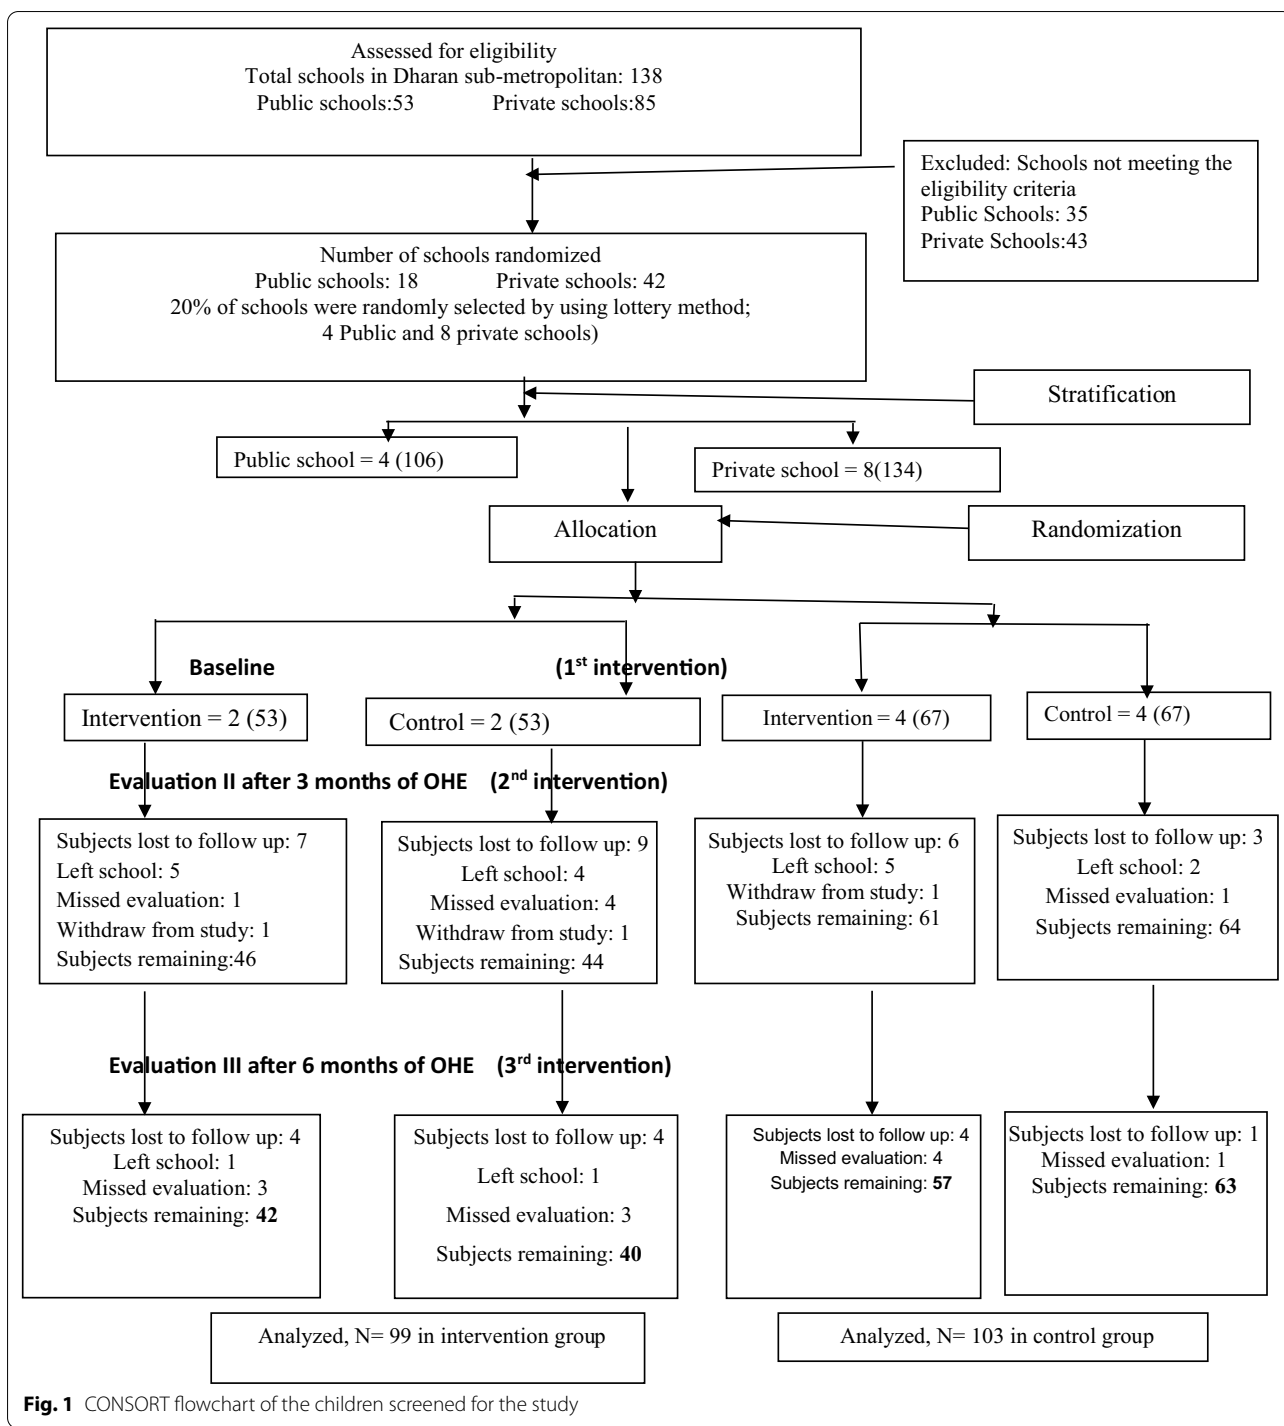 Assessed for eligibility
Total schools in Dharan sub-metropolitan: 138
Public schools:53 Private schools:85
Excluded: Schools not meeting the
eligibility criteria
Public Schools: 35
Private Schools:43
Number of schools randomized
Public schools: 18 Private schools: 42
20% of schools were randomly selected by using lottery method;
4 Public and 8 private schools)
Stratification
Public school = 4 (106)
Private school = 8(134)
Allocation
Randomization
Baseline (1st intervention)
Intervention = 2 (53)
Control = 2 (53)
Intervention = 4 (67)
Control = 4 (67)
Evaluation II after 3 months of OHE (2nd intervention)
Subjects lost to follow up: 7
Left school: 5
Missed evaluation: 1
Withdraw from study: 1
Subjects remaining:46
Subjects lost to follow up: 9
Left school: 4
Missed evaluation: 4
Withdraw from study: 1
Subjects remaining: 44
Subjects lost to follow up: 6
Left school: 5
Withdraw from study: 1
Subjects remaining: 61
Subjects lost to follow up: 3
Left school: 2
Missed evaluation: 1
Subjects remaining: 64
Evaluation III after 6 months of OHE (3rd intervention)
Subjects lost to follow up: 4
Left school: 1
Missed evaluation: 3
Subjects remaining: 42
Subjects lost to follow up: 4
Left school: 1
Missed evaluation: 3
Subjects remaining: 40
Subjects lost to follow up: 4
Missed evaluation: 4
Subjects remaining: 57
Subjects lost to follow up: 1
Missed evaluation: 1
Subjects remaining: 63
Analyzed, N= 99 in intervention group
Analyzed, N= 103 in control group
Fig. 1 CONSORT flowchart of the children screened for the study